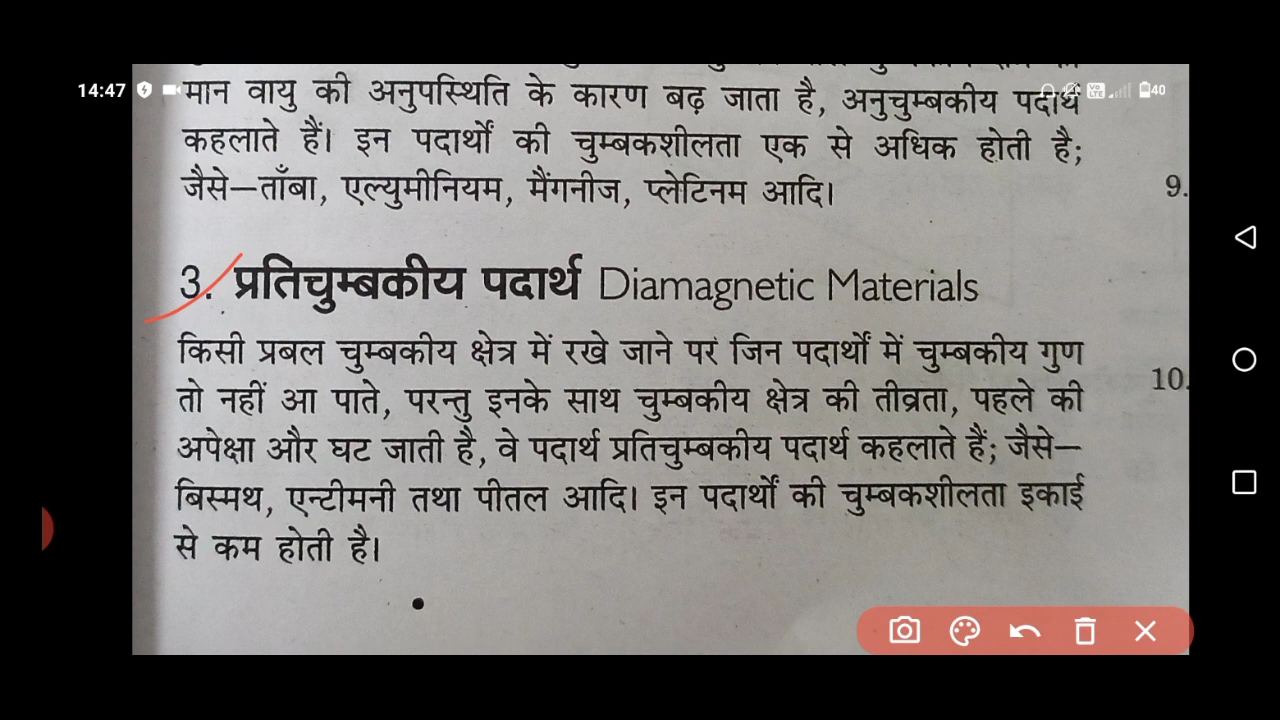 14:47
40
मान वायु की अनुपस्थिति के कारण बढ़ जाता है, अनुचुम्बकीय पदार्थ
कहलाते हैं। इन पदार्थों की चुम्बकशीलता एक से अधिक होती है;
जैसे—ताँबा, एल्युमीनियम, मैंगनीज, प्लेटिनम आदि।
9.
3. प्रतिचुम्बकीय पदार्थ Diamagnetic Materials
किसी प्रबल चुम्बकीय क्षेत्र में रखे जाने पर जिन पदार्थों में चुम्बकीय गुण
10.
तो नहीं आ पाते, परन्तु इनके साथ चुम्बकीय क्षेत्र की तीव्रता, पहले की
अपेक्षा और घट जाती है, वे पदार्थ प्रतिचुम्बकीय पदार्थ कहलाते हैं; जैसे—
बिस्मथ, एन्टीमनी तथा पीतल आदि। इन पदार्थों की चुम्बकशीलता इकाई
से कम होती है।